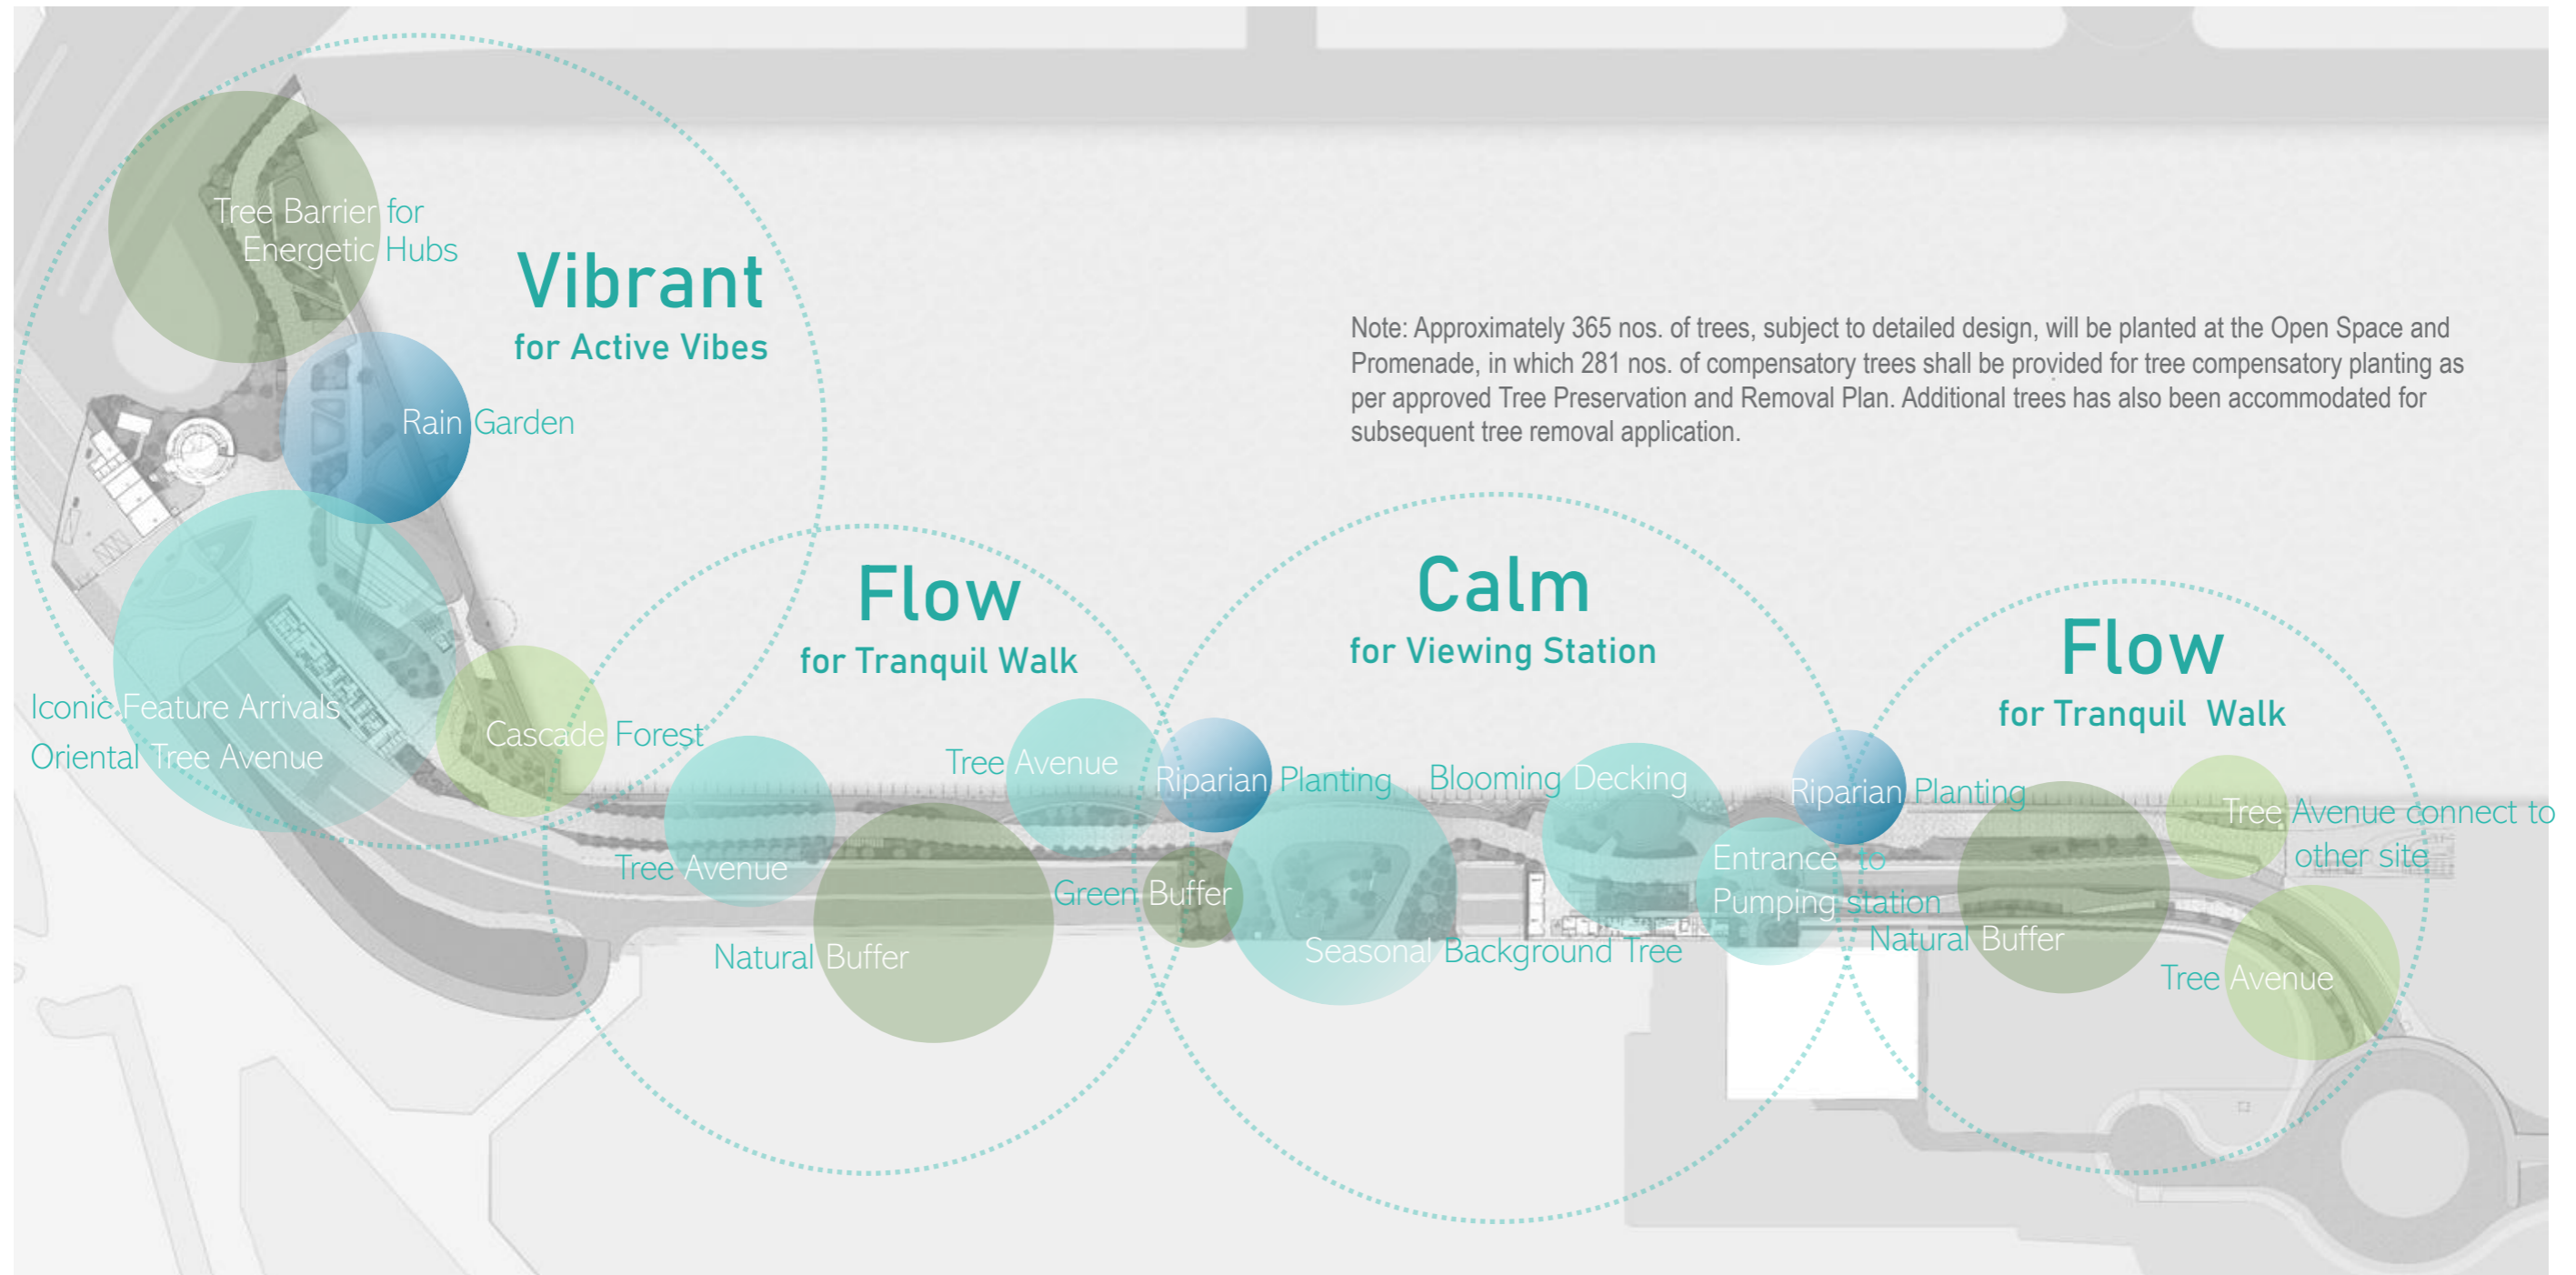 Tree Barrier for
Energetic Hubs
Vibrant
for Active Vibes
Rain Garden
Note: Approximately 365 nos. of trees, subject to detailed design, will be planted at the Open Space and
Promenade, in which 281 nos. of compensatory trees shall be provided for tree compensatory planting as
per approved Tree Preservation and Removal Plan. Additional trees has also been accommodated for
subsequent tree removal application.
Iconic Feature Arrivals
Oriental Tree Avenue
Cascade Forest
Flow
for Tranquil Walk
Tree Avenue
Tree Avenue
Natural Buffer
Green Buffer
Calm
for Viewing Station
Riparian Planting
Blooming Decking
Seasonal Background Tree
Entrance to
Pumping station
Flow
for Tranquil Walk
Riparian Planting
Natural Buffer
Tree Avenue connect to
other site
Tree Avenue